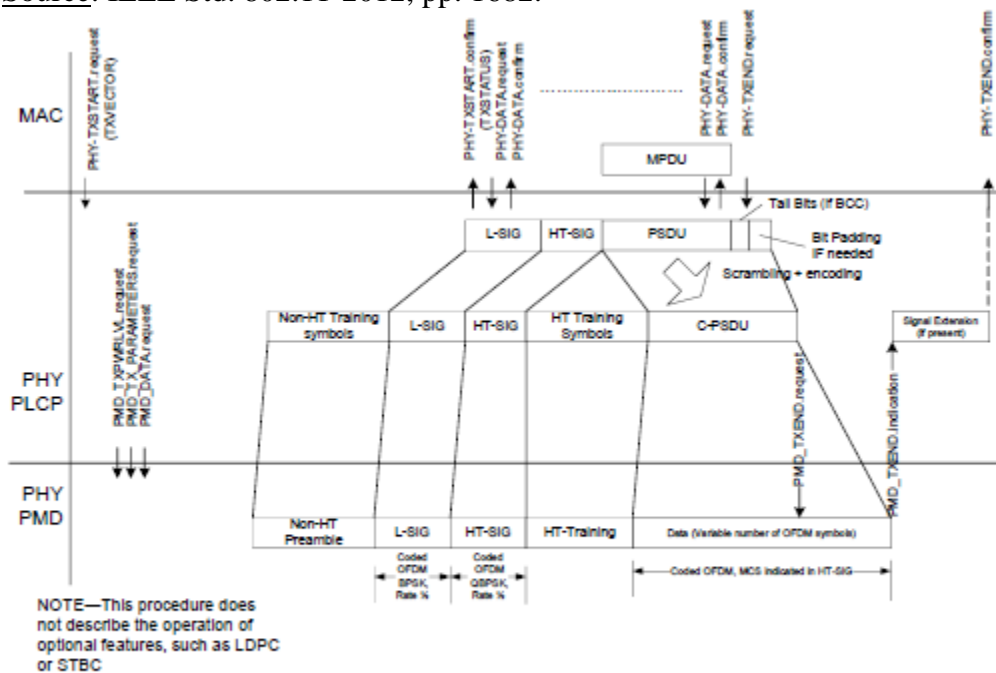 Source: IEEE Std. 802.11-2012, pp. 1682.
MAC
PHY-TXSTART.request
(TXVECTOR)
PHY-TXSTART.confirm
(TXSTATUS)
PHY-DATA.request
PHY-DATA.confirm
PHY-DATA.request
PHY-DATA.confirm
PHY-TXEND.request
PHY-TXEND.confirm
MPDU
Tail Bits (if BCC)
L-SIG
HT-SIG
PSDU
Bit Padding
IF needed
Scrambling + encoding
Non-HT Training
symbols
L-SIG
HT-SIG
HT Training
Symbols
C-PSDU
Signal Extension
(if present)
PHY
PLCP
PMD_TXPWRLVL.request
PMD_TX_PARAMETERS.request
PMD_DATA.request
PMD_TXEND.request
PMD_TXEND.indication
PHY
PMD
Non-HT
Preamble
L-SIG
HT-SIG
HT-Training
Data (Variable number of OFDM symbols)
Coded
OFDM
BPSK,
Rate ½
Coded
OFDM
QBPSK,
Rate ½
Coded OFDM, MCS indicated in HT-SIG
NOTE—This procedure does
not describe the operation of
optional features, such as LDPC
or STBC